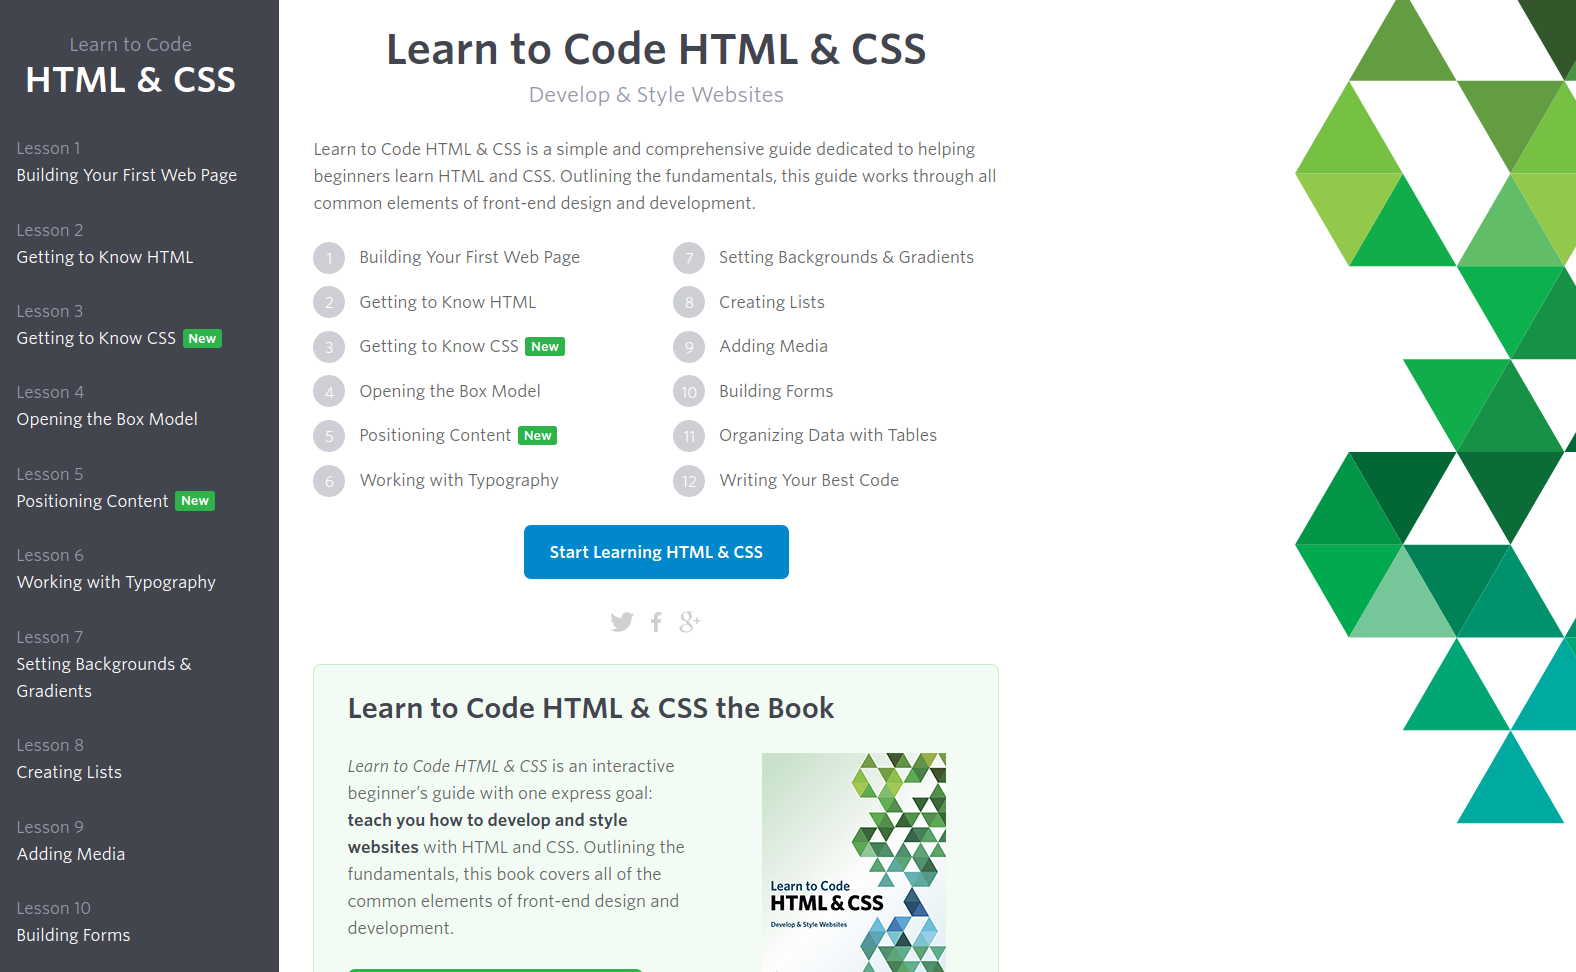 Learn to Code
HTML & CSS
Lesson 1
Building Your First Web Page
Lesson 2
Getting to Know HTML
Lesson 3
Getting to Know CSS New
Lesson 4
Opening the Box Model
Lesson 5
Positioning Content New
Lesson 6
Working with Typography
Lesson 7
Setting Backgrounds &
Gradients
Lesson 8
Creating Lists
Lesson 9
Adding Media
Lesson 10
Building Forms
Learn to Code HTML & CSS
Develop & Style Websites
Learn to Code HTML & CSS is a simple and comprehensive guide dedicated to helping
beginners learn HTML and CSS. Outlining the fundamentals, this guide works through all
common elements of front-end design and development.
1 Building Your First Web Page
2 Getting to Know HTML
3 Getting to Know CSS New
4 Opening the Box Model
5 Positioning Content New
6 Working with Typography
7 Setting Backgrounds & Gradients
8 Creating Lists
9 Adding Media
10 Building Forms
11 Organizing Data with Tables
12 Writing Your Best Code
Start Learning HTML & CSS
Learn to Code HTML & CSS the Book
Learn to Code HTML & CSS is an interactive
beginner’s guide with one express goal:
teach you how to develop and style
websites with HTML and CSS. Outlining the
fundamentals, this book covers all of the
common elements of front-end design and
development.
Learn to Code
HTML & CSS
Develop & Style Websites